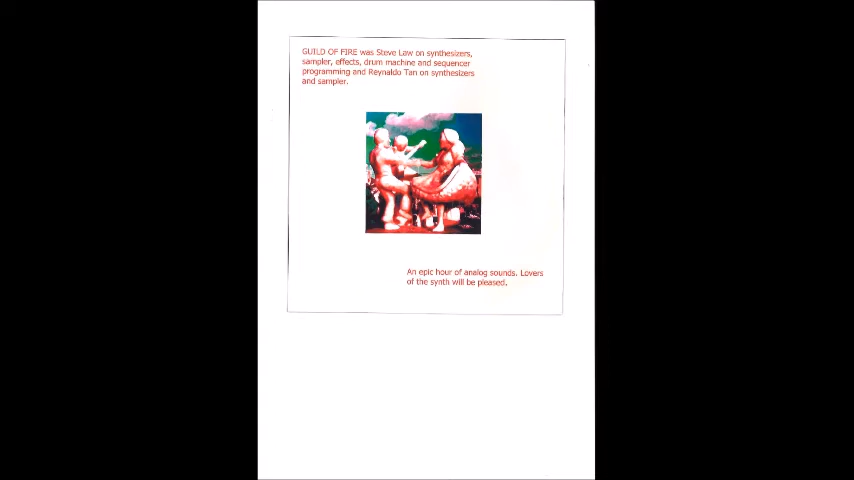 GUILD OF FIRE was Steve Law on synthesizers,
sampler, effects, drum machine and sequencer
programming and Reynaldo Tan on synthesizers
and sampler.
An epic hour of analog sounds. Lovers
of the synth will be pleased.